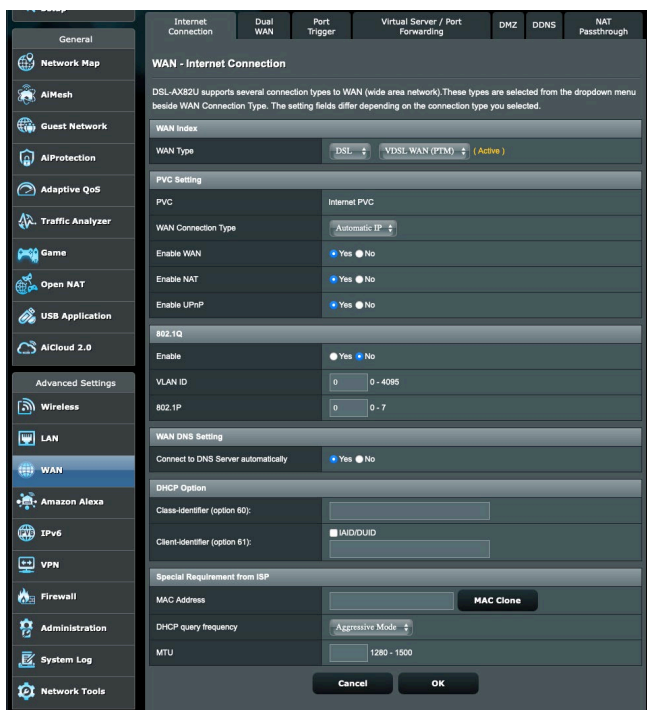 General
Network Map
AiMesh
Guest Network
AiProtection
Adaptive QoS
Traffic Analyzer
Game
Open NAT
USB Application
AiCloud 2.0
Advanced Settings
Wireless
LAN
WAN
Amazon Alexa
IPv6
VPN
Firewall
Administration
System Log
Network Tools
Internet Connection
Dual WAN
Port Trigger
Virtual Server / Port Forwarding
DMZ
DDNS
NAT Passthrough
WAN - Internet Connection
DSL-AX82U supports several connection types to WAN (wide area network).These types are selected from the dropdown menu
beside WAN Connection Type. The setting fields differ depending on the connection type you selected.
WAN Index
WAN Type DSL VDSL WAN (PTM) ( Active )
PVC Setting
PVC Internet PVC
WAN Connection Type Automatic IP
Enable WAN Yes No
Enable NAT Yes No
Enable UPnP Yes No
802.1Q
Enable Yes No
VLAN ID 0 0 - 4095
802.1P 0 0 - 7
WAN DNS Setting
Connect to DNS Server automatically Yes No
DHCP Option
Class-identifier (option 60):
IAID/DUID
Client-identifier (option 61):
Special Requirement from ISP
MAC Address MAC Clone
DHCP query frequency Aggressive Mode
MTU 1280 - 1500
Cancel OK